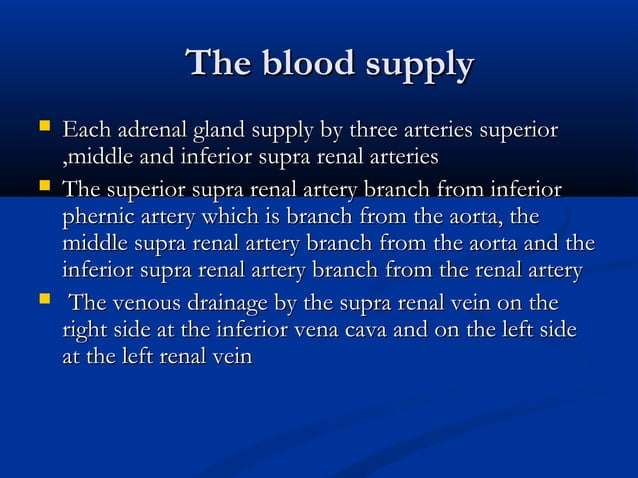 The blood supply
Each adrenal gland supply by three arteries superior
,middle and inferior supra renal arteries
The superior supra renal artery branch from inferior
phernic artery which is branch from the aorta, the
middle supra renal artery branch from the aorta and the
inferior supra renal artery branch from the renal artery
The venous drainage by the supra renal vein on the
right side at the inferior vena cava and on the left side
at the left renal vein